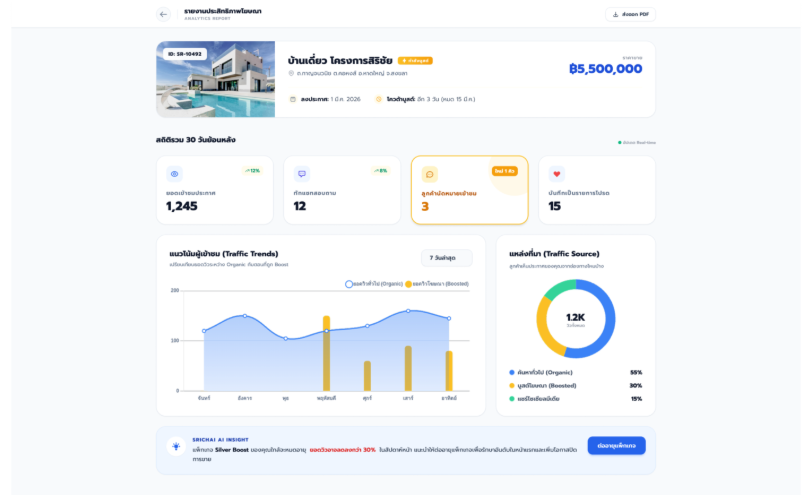 รายงานประสิทธิภาพโฆษณา
ANALYTICS REPORT
ส่งออก PDF
ID: SR-10492
บ้านเดี่ยว โครงการสิริชัย
กำลังบูสต์
ถ.กาญจนวนิช ต.คอหงส์ อ.หาดใหญ่ จ.สงขลา
ราคาขาย
฿5,500,000
ลงประกาศ: 1 มี.ค. 2026
โควต้าบูสต์: อีก 3 วัน (หมด 15 มี.ค.)
สถิติรวม 30 วันย้อนหลัง
อัปเดต Real-time
12%
ยอดเข้าชมประกาศ
1,245
8%
ทักแชทสอบถาม
12
ใหม่ 1 คิว
ลูกค้านัดหมายเข้าชม
3
บันทึกเป็นรายการโปรด
15
แนวโน้มผู้เข้าชม (Traffic Trends)
เปรียบเทียบยอดวิวระหว่าง Organic กับตอนที่ถูก Boost
7 วันล่าสุด
ยอดวิวทั่วไป (Organic)
ยอดวิวโฆษณา (Boosted)
200
100
0
จันทร์
อังคาร
พุธ
พฤหัสบดี
ศุกร์
เสาร์
อาทิตย์
แหล่งที่มา (Traffic Source)
ลูกค้าเห็นประกาศของคุณจากช่องทางไหนบ้าง
1.2K
วิวทั้งหมด
ค้นหาทั่วไป (Organic) 55%
บูสต์โฆษณา (Boosted) 30%
แชร์โซเชียลมีเดีย 15%
SRICHAI AI INSIGHT
แพ็กเกจ Silver Boost ของคุณใกล้จะหมดอายุ ยอดวิวอาจลดลงกว่า 30% ในสัปดาห์หน้า แนะนำให้ต่ออายุแพ็กเกจเพื่อรักษาอันดับในหน้าแรกและเพิ่มโอกาสปิด
การขาย
ต่ออายุแพ็กเกจ